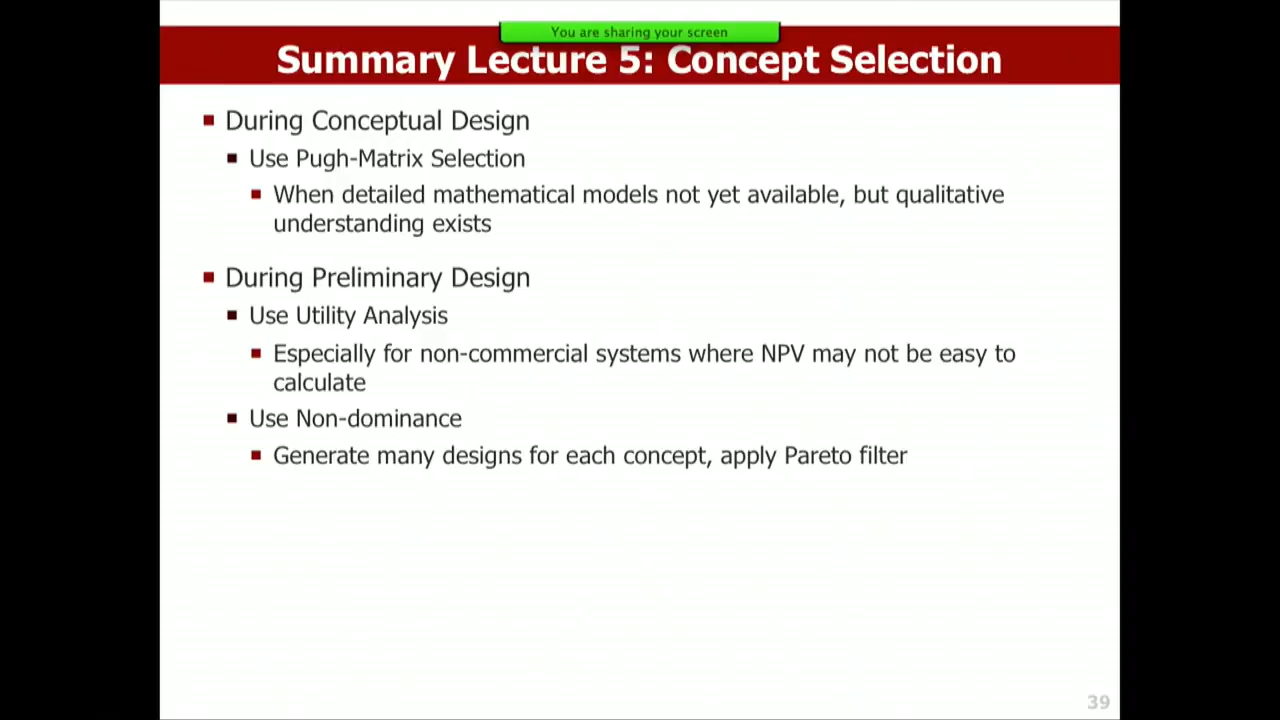 You are sharing your screen
Summary Lecture 5: Concept Selection
During Conceptual Design
Use Pugh-Matrix Selection
When detailed mathematical models not yet available, but qualitative
understanding exists
During Preliminary Design
Use Utility Analysis
Especially for non-commercial systems where NPV may not be easy to
calculate
Use Non-dominance
Generate many designs for each concept, apply Pareto filter
39